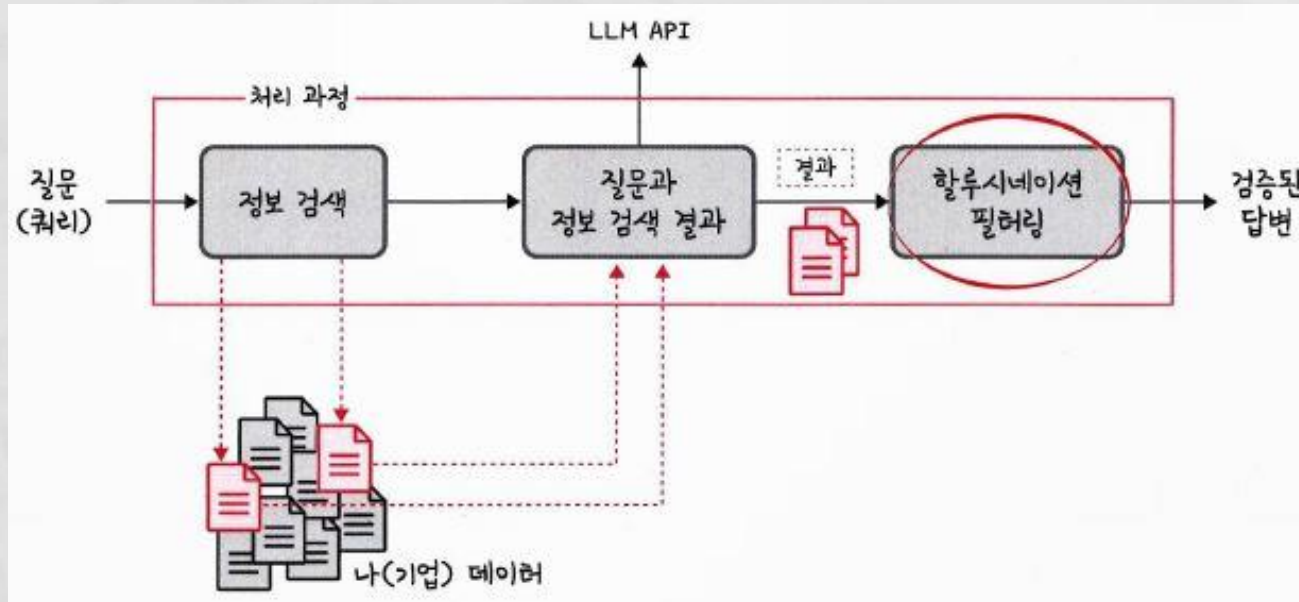 LLM API
처리 과정
질문
(쿼리)
정보 검색
질문과
정보 검색 결과
결과
할루시네이션
필터링
검증된
답변
나(기업) 데이터